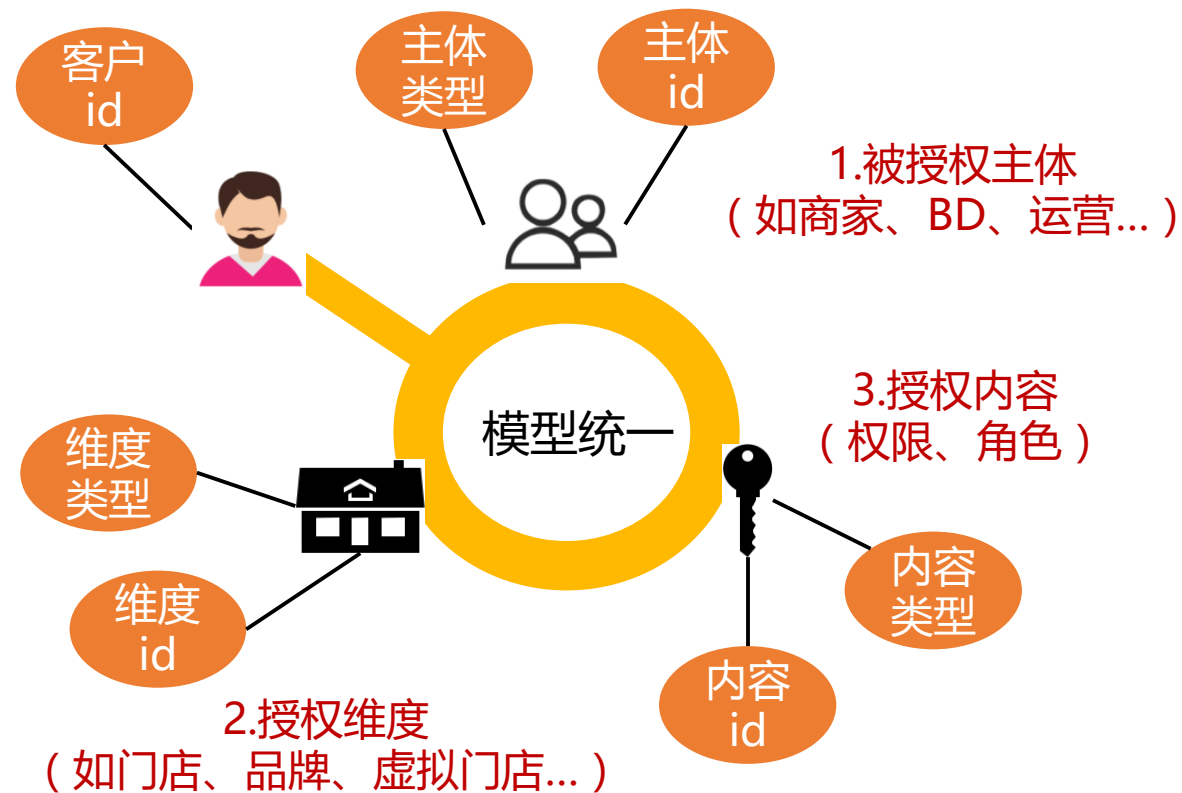 客户
id
主体
类型
主体
id
1.被授权主体
（如商家、BD、运营...）
3.授权内容
（权限、角色）
模型统一
维度
类型
维度
id
内容
类型
内容
id
2.授权维度
（如门店、品牌、虚拟门店...）